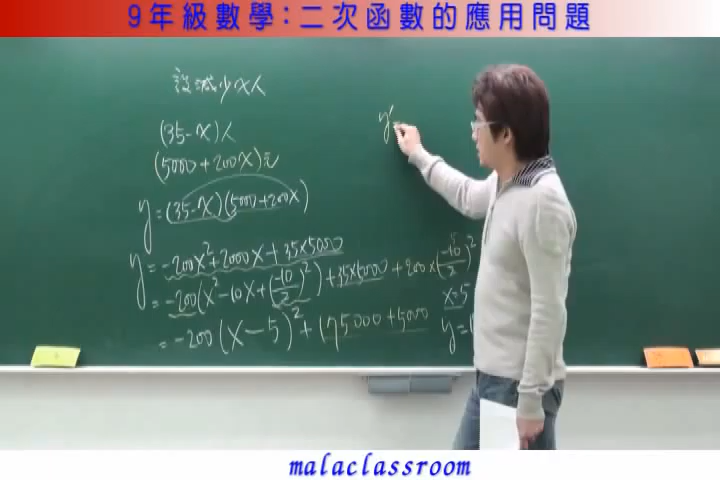 9年級數學:二次函數的應用問題
設減少x人
(35-x)人
(5000+200x)元
y=(35-x)(5000+200x)
y=-200x²+2000x+35×5000
y=-200(x²-10x+(-10/2)²)+35×5000+200×(-10/2)²
=-200(x-5)²+175000+5000
x=5
y=1
y'
malaclassroom